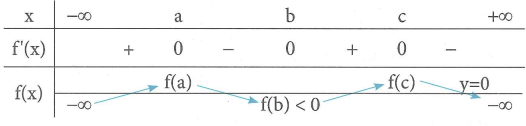 x −∞ a b c +∞
f'(x) + 0 − 0 + 0 −
f(a) f(c) y=0
f(x)
−∞ f(b) < 0 −∞